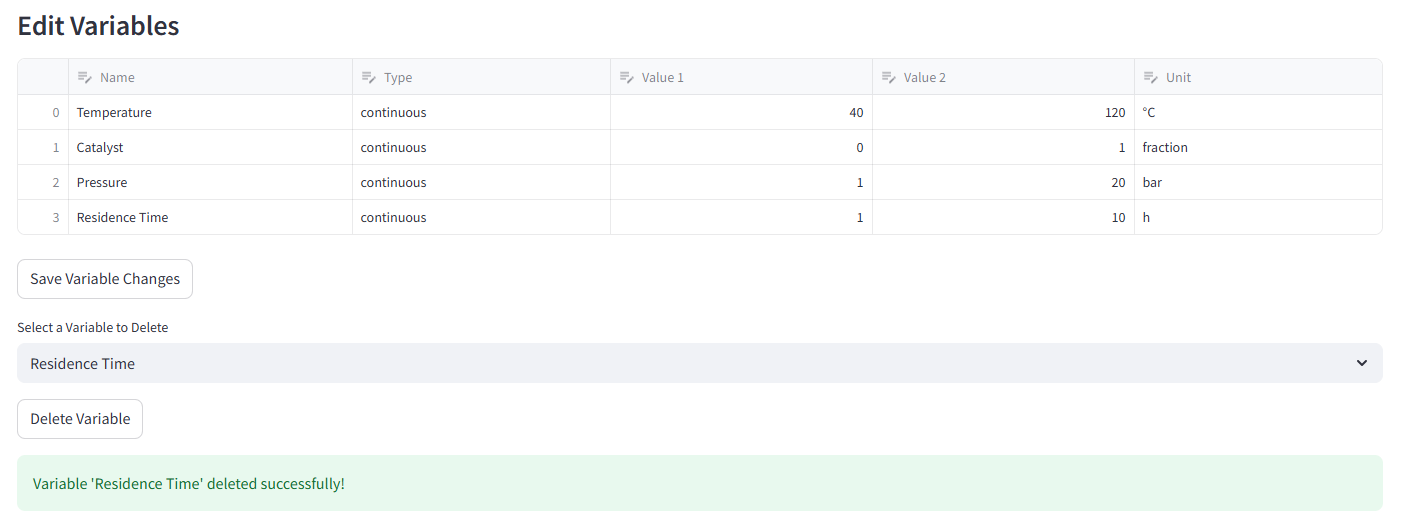 Edit Variables
Name Type Value 1 Value 2 Unit
0 Temperature continuous 40 120 °C
1 Catalyst continuous 0 1 fraction
2 Pressure continuous 1 20 bar
3 Residence Time continuous 1 10 h
Save Variable Changes
Select a Variable to Delete
Residence Time
Delete Variable
Variable 'Residence Time' deleted successfully!